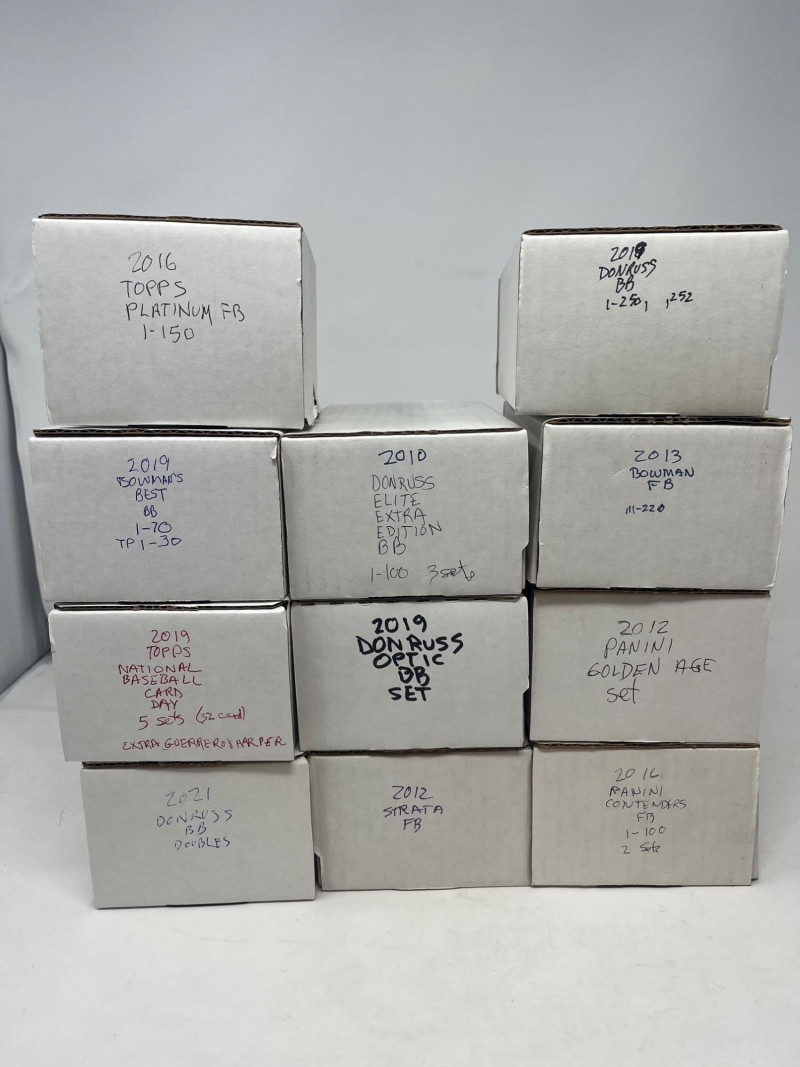 2016
TOPPS
PLATINUM FB
1-150
2019
DONRUSS
BB
1-250, 252
2019
BOWMAN'S
BEST
BB
1-70
TP 1-30
2010
DONRUSS
ELITE
EXTRA
EDITION
BB
1-100 3 sets
2013
BOWMAN
FB
111-220
2019
TOPPS
NATIONAL
BASEBALL
CARD
DAY
5 sets (32 card)
EXTRA GUERRERO & HARPER
2019
DONRUSS
OPTIC
BB
SET
2012
PANINI
GOLDEN AGE
set
2021
DONRUSS
BB
DOUBLES
2012
STRATA
FB
2016
PANINI
CONTENDERS
FB
1-100
2 sets